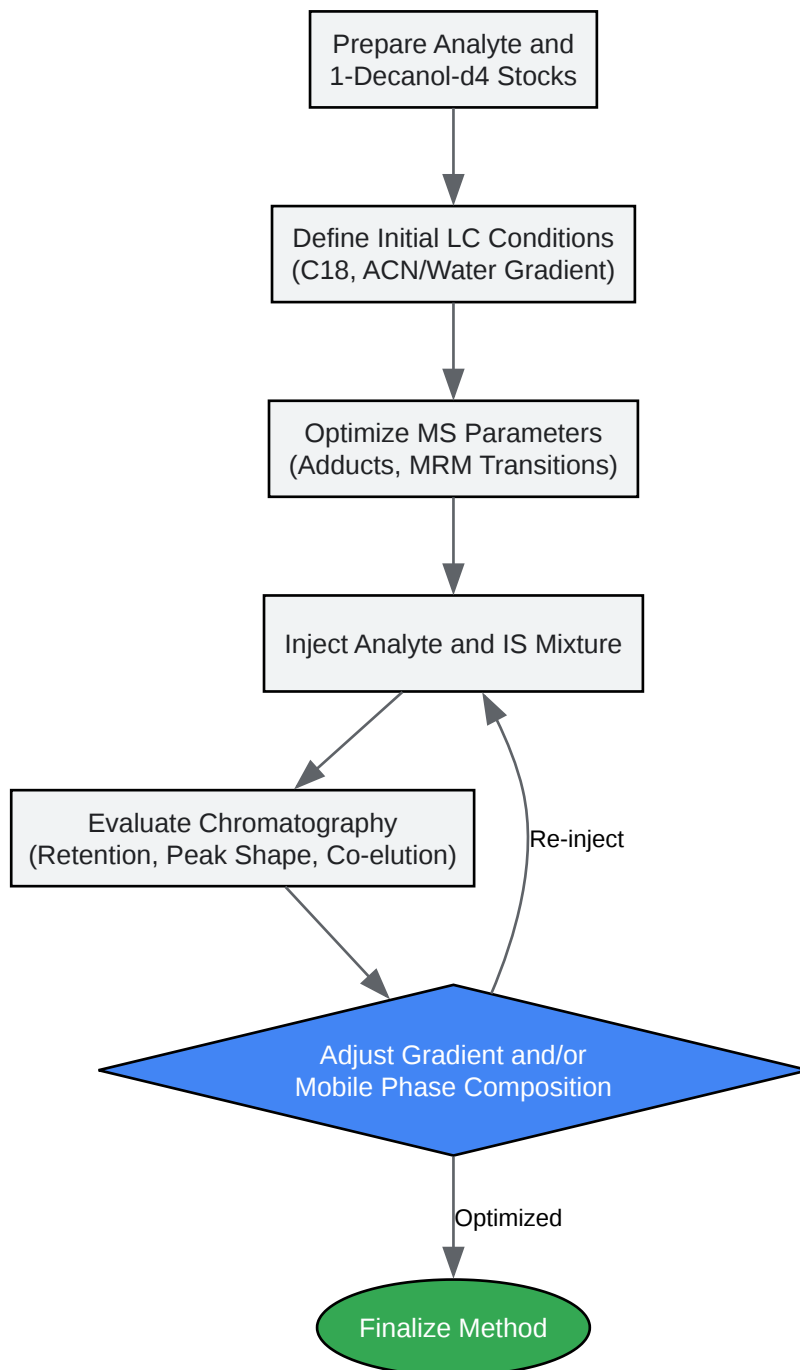 Prepare Analyte and
1-Decanol-d4 Stocks
Define Initial LC Conditions
(C18, ACN/Water Gradient)
Optimize MS Parameters
(Adducts, MRM Transitions)
Inject Analyte and IS Mixture
Evaluate Chromatography
(Retention, Peak Shape, Co-elution)
Re-inject
Adjust Gradient and/or
Mobile Phase Composition
Optimized
Finalize Method